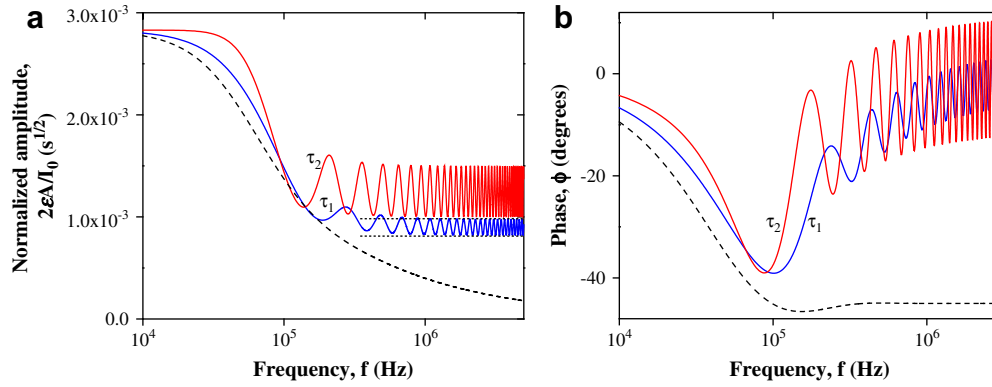 a
Normalized amplitude,
2εA/I₀ (s^1/2)
3.0x10⁻³
2.0x10⁻³
1.0x10⁻³
0.0
τ₂
τ₁
10⁴
10⁵
10⁶
Frequency, f (Hz)
b
Phase, ϕ (degrees)
0
-20
-40
τ₂
τ₁
10⁴
10⁵
10⁶
Frequency, f (Hz)